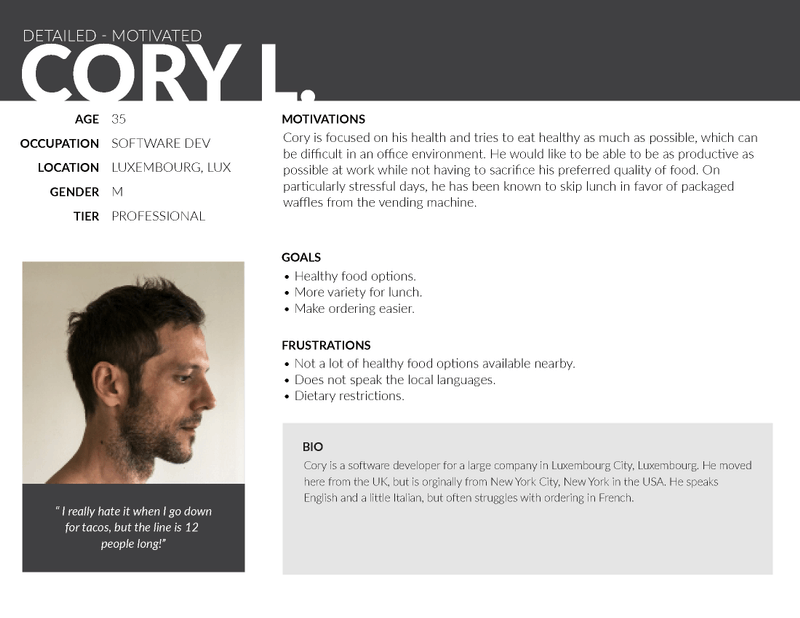 DETAILED - MOTIVATED
CORY L.
AGE 35
OCCUPATION SOFTWARE DEV
LOCATION LUXEMBOURG, LUX
GENDER M
TIER PROFESSIONAL
“ I really hate it when I go down
for tacos, but the line is 12
people long!”
MOTIVATIONS
Cory is focused on his health and tries to eat healthy as much as possible, which can
be difficult in an office environment. He would like to be able to be as productive as
possible at work while not having to sacrifice his preferred quality of food. On
particularly stressful days, he has been known to skip lunch in favor of packaged
waffles from the vending machine.
GOALS
• Healthy food options.
• More variety for lunch.
• Make ordering easier.
FRUSTRATIONS
• Not a lot of healthy food options available nearby.
• Does not speak the local languages.
• Dietary restrictions.
BIO
Cory is a software developer for a large company in Luxembourg City, Luxembourg. He moved
here from the UK, but is orginally from New York City, New York in the USA. He speaks
English and a little Italian, but often struggles with ordering in French.